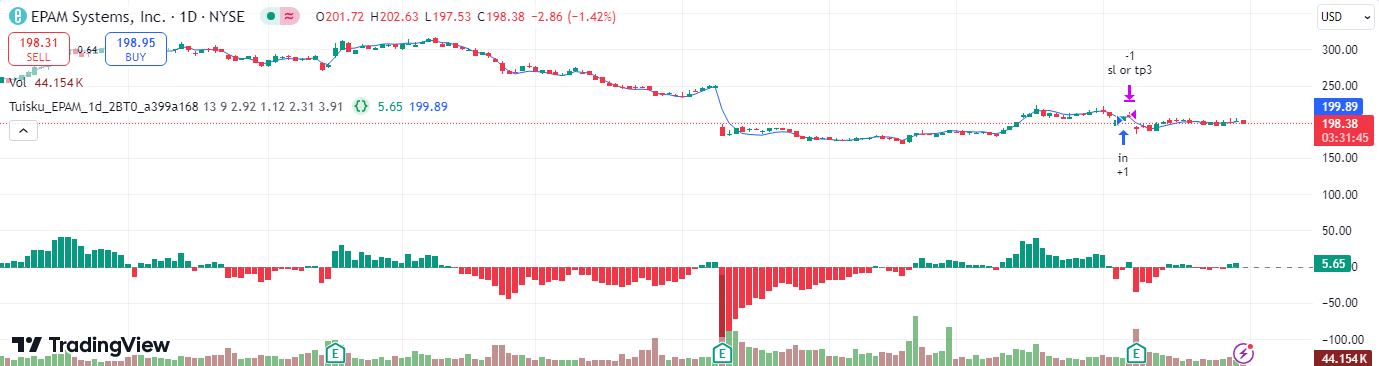 EPAM Systems, Inc. · 1D · NYSE O201.72 H202.63 L197.53 C198.38 −2.86 (−1.42%)
USD
198.31 0.64 198.95
SELL BUY
Vol 44.154K
Tuisku_EPAM_1d_2BT0_a399a168 13 9 2.92 1.12 2.31 3.91 {} 5.65 199.89
-1
sl or tp3
in
+1
300.00
250.00
199.89
198.38
03:31:45
150.00
100.00
50.00
5.65
−50.00
−100.00
44.154K
E
E
E
TradingView